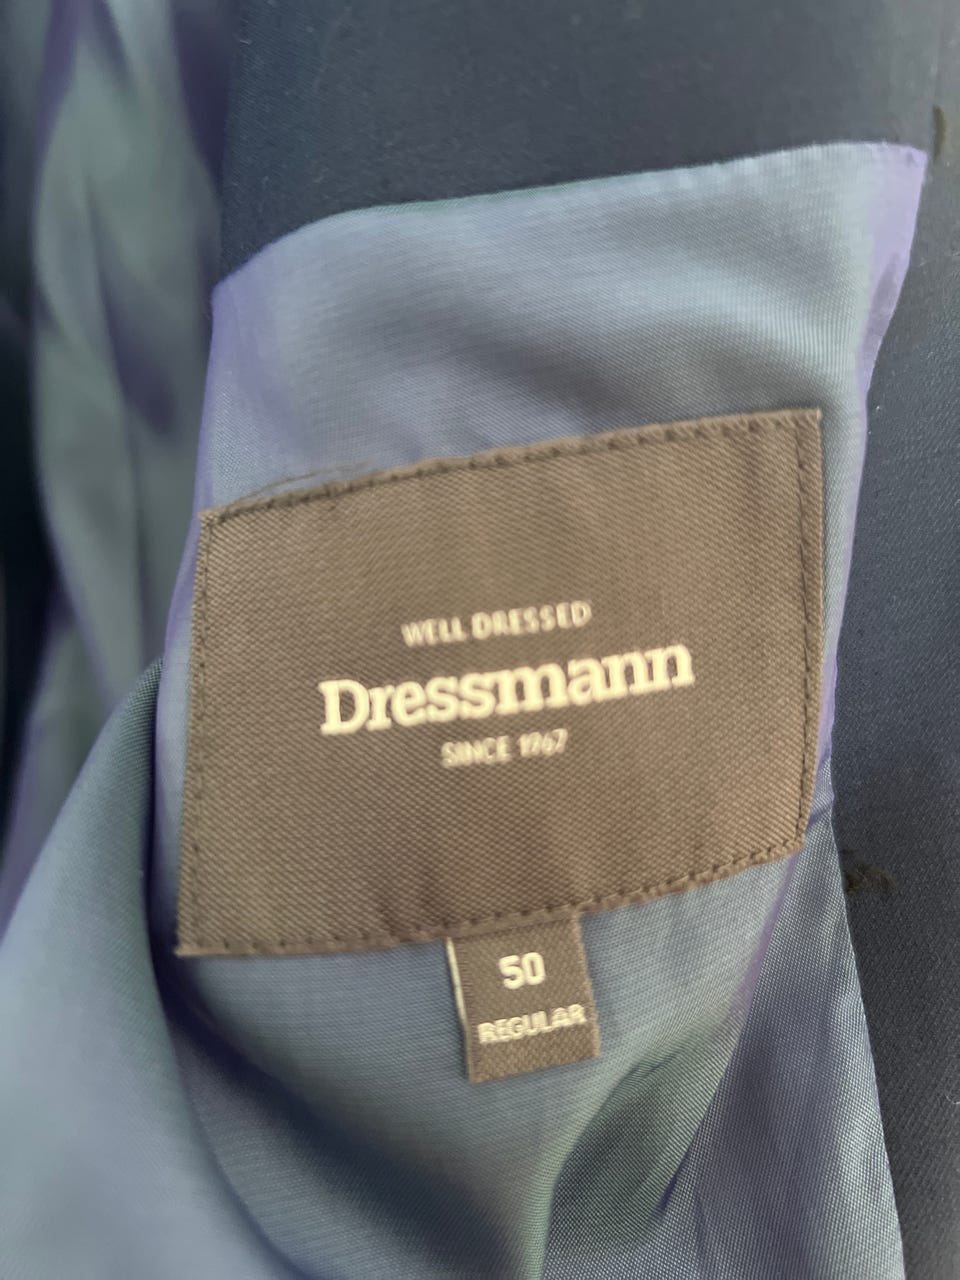 WELL DRESSED
Dressmann
SINCE 1967
50
REGULAR